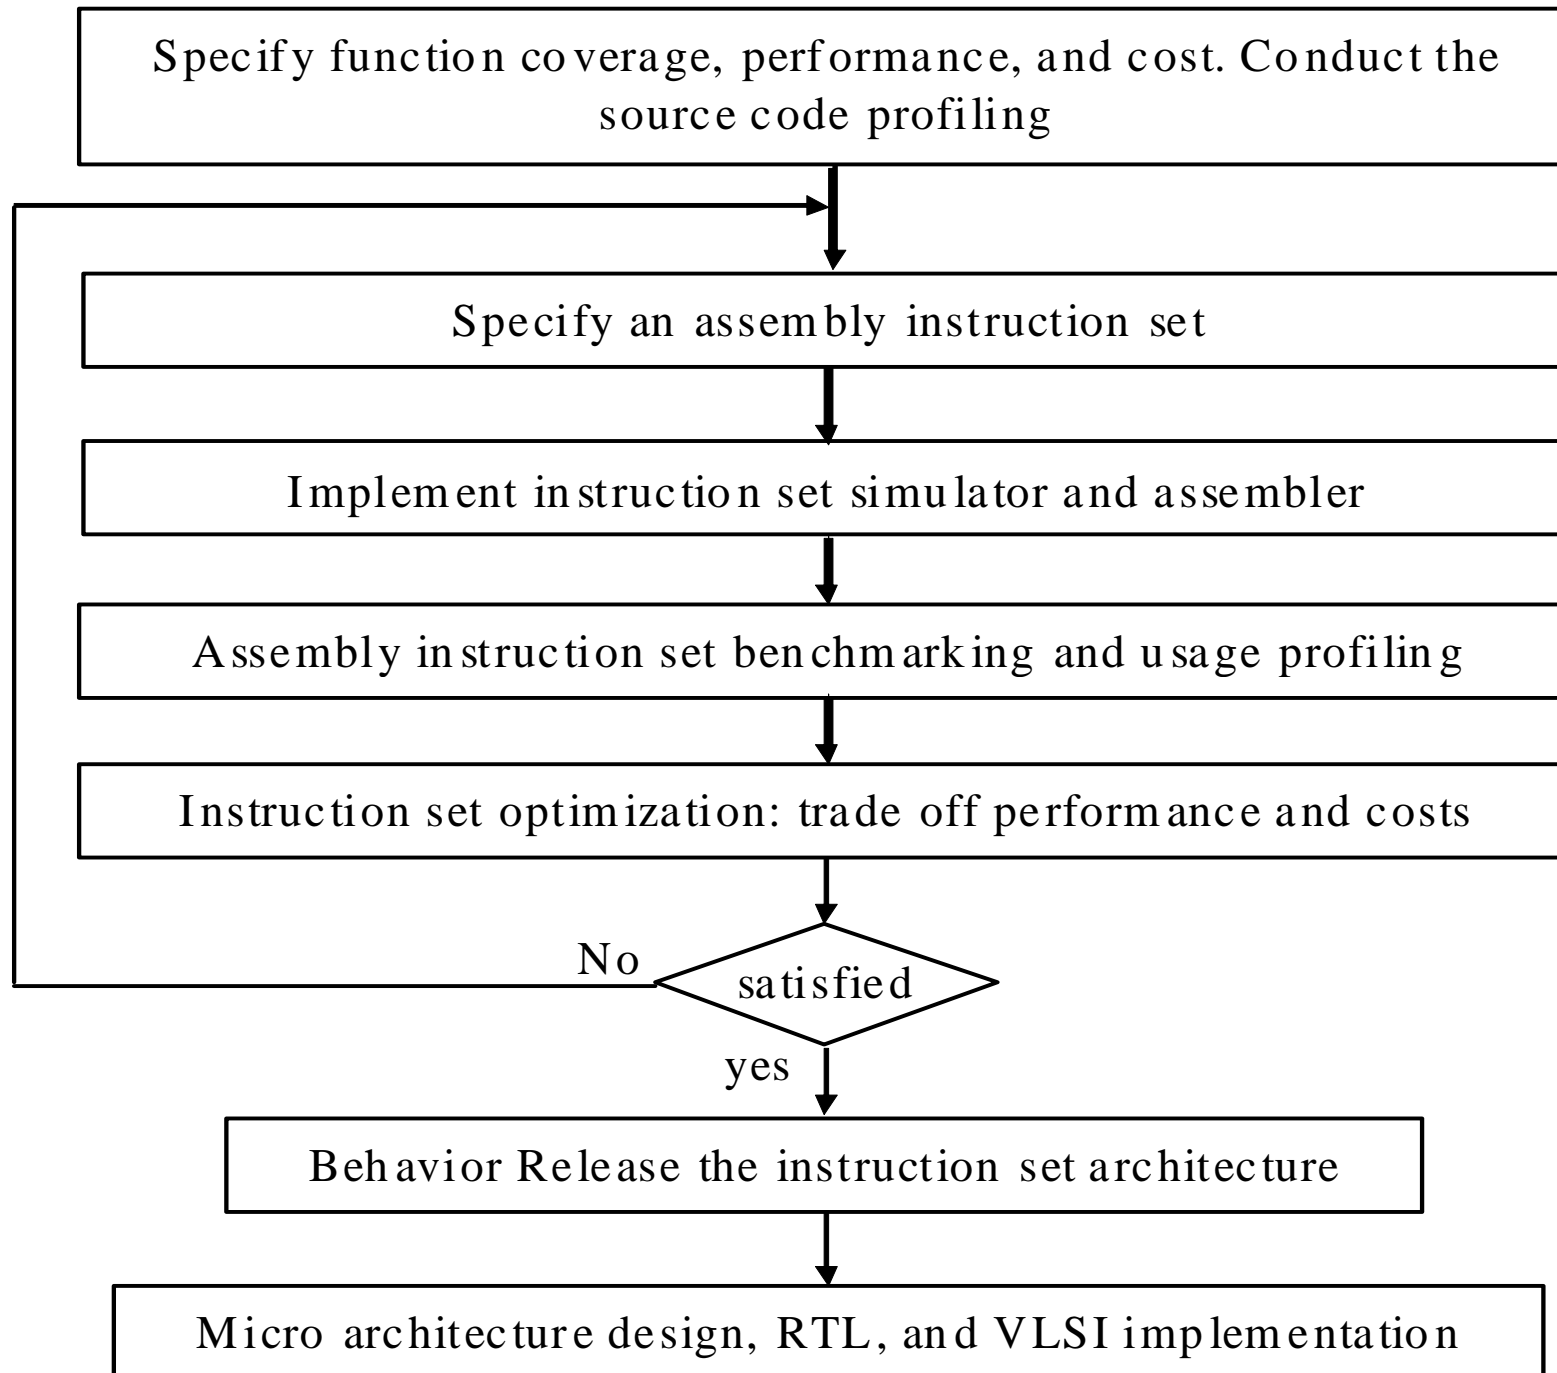 Specify function coverage, performance, and cost. Conduct the
source code profiling
Specify an assembly instruction set
Implement instruction set simulator and assembler
Assembly instruction set benchmarking and usage profiling
Instruction set optimization: trade off performance and costs
No
satisfied
yes
Behavior Release the instruction set architecture
Micro architecture design, RTL, and VLSI implementation